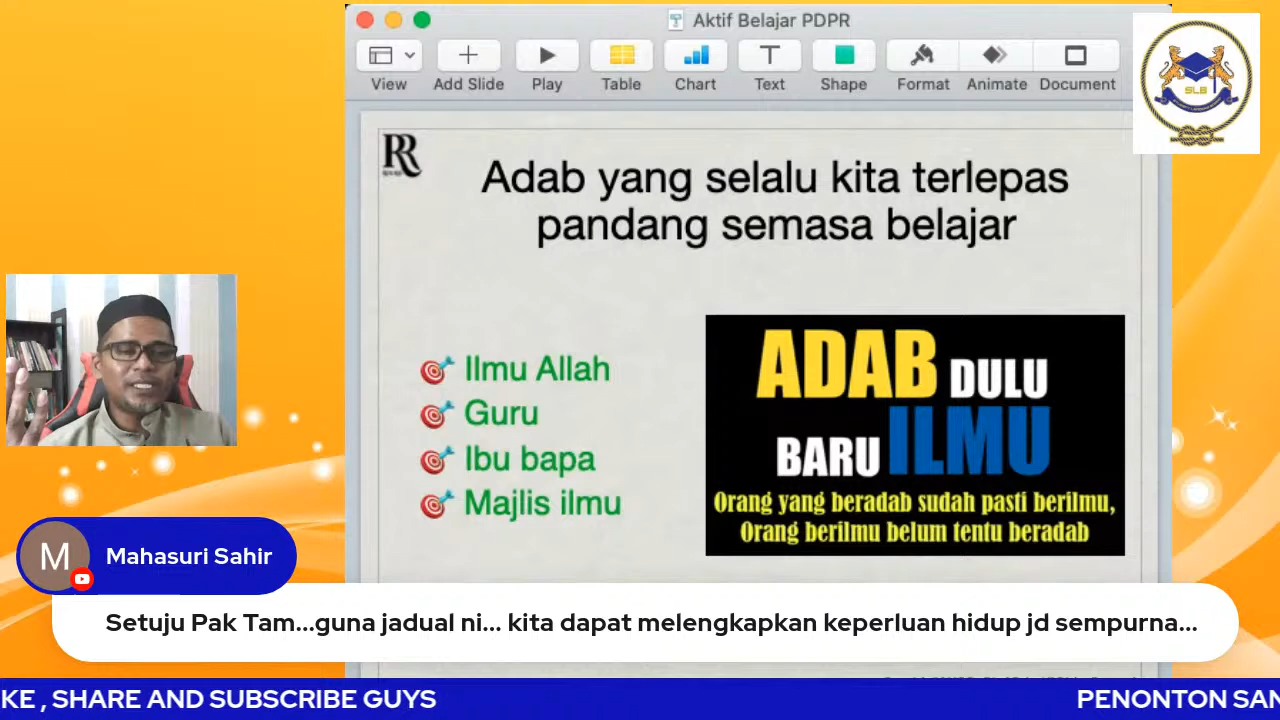 Aktif Belajar PDPR
View Add Slide Play Table Chart Text Shape Format Animate Document
SLB
RR
Adab yang selalu kita terlepas
pandang semasa belajar
Ilmu Allah
Guru
Ibu bapa
Majlis ilmu
ADAB DULU
BARU ILMU
Orang yang beradab sudah pasti berilmu,
Orang berilmu belum tentu beradab
M
Mahasuri Sahir
Setuju Pak Tam...guna jadual ni... kita dapat melengkapkan keperluan hidup jd sempurna...
KE , SHARE AND SUBSCRIBE GUYS
PENONTON SAN